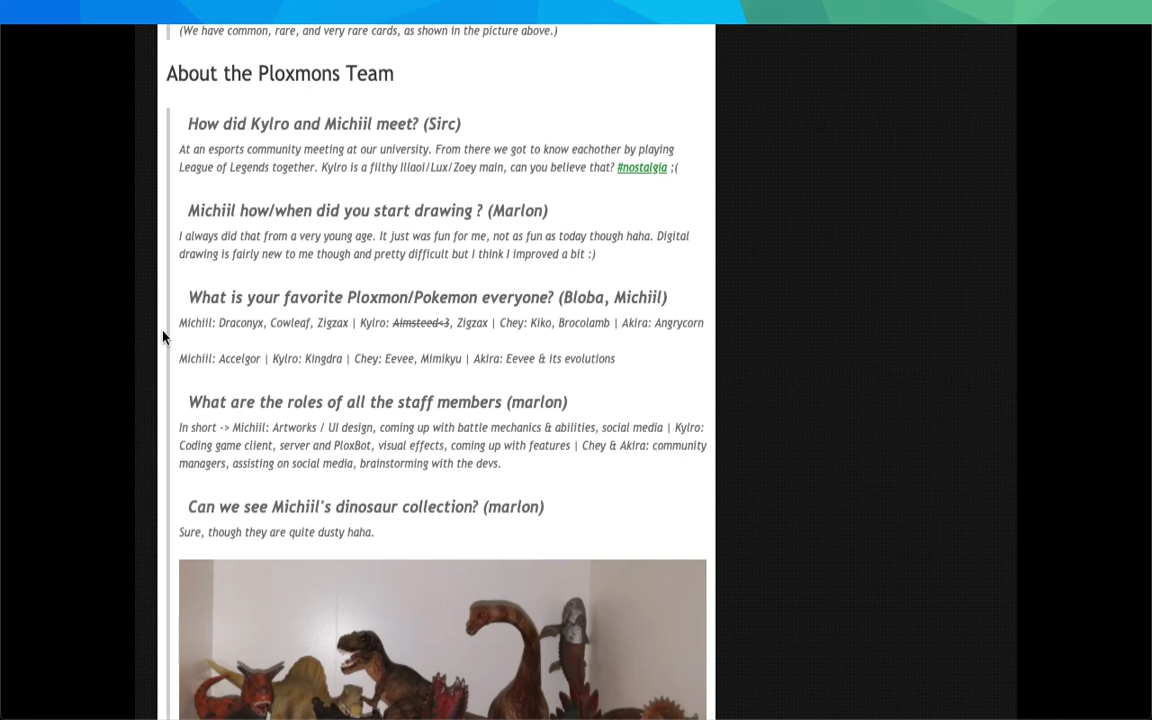 (We have common, rare, and very rare cards, as shown in the picture above.)
About the Ploxmons Team
How did Kylro and Michiil meet? (Sirc)
At an esports community meeting at our university. From there we got to know eachother by playing
League of Legends together. Kylro is a filthy Illaoi/Lux/Zoey main, can you believe that? #nostalgia ;(
Michiil how/when did you start drawing ? (Marlon)
I always did that from a very young age. It just was fun for me, not as fun as today though haha. Digital
drawing is fairly new to me though and pretty difficult but I think I improved a bit :)
What is your favorite Ploxmon/Pokemon everyone? (Bloba, Michiil)
Michiil: Draconyx, Cowleaf, Zigzax | Kylro: Aimsteed<3, Zigzax | Chey: Kiko, Brocolamb | Akira: Angrycorn
Michiil: Accelgor | Kylro: Kingdra | Chey: Eevee, Mimikyu | Akira: Eevee & its evolutions
What are the roles of all the staff members (marlon)
In short -> Michiil: Artworks / UI design, coming up with battle mechanics & abilities, social media | Kylro:
Coding game client, server and PloxBot, visual effects, coming up with features | Chey & Akira: community
managers, assisting on social media, brainstorming with the devs.
Can we see Michiil's dinosaur collection? (marlon)
Sure, though they are quite dusty haha.